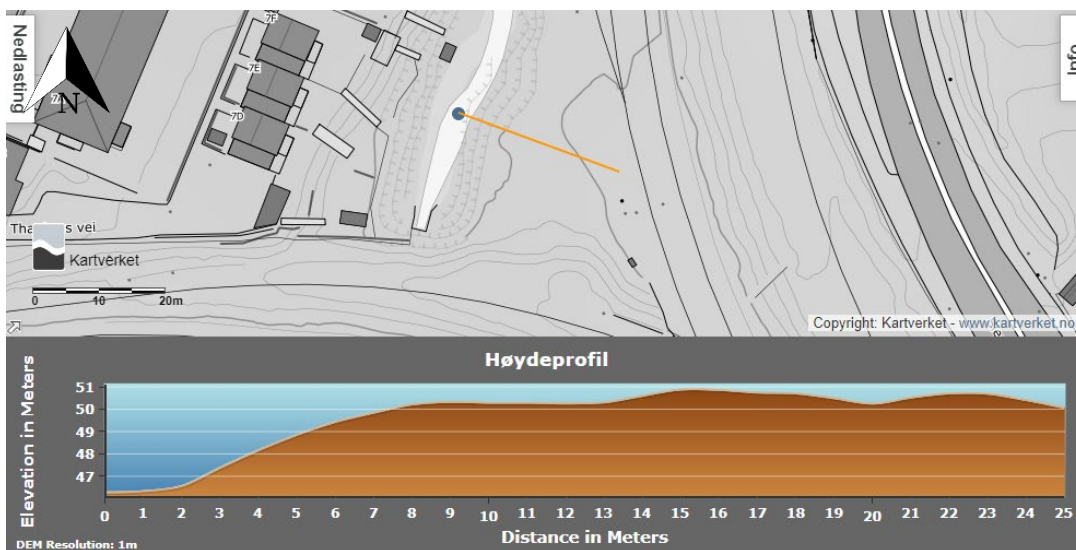 Nedlasting
N
7F
7E
7D
Info
vei
Kartverket
0 10 20m
Copyright: Kartverket - www.kartverket.no
Høydeprofil
Elevation in Meters
51
50
49
48
47
0 1 2 3 4 5 6 7 8 9 10 11 12 13 14 15 16 17 18 19 20 21 22 23 24 25
Distance in Meters
DEM Resolution: 1m